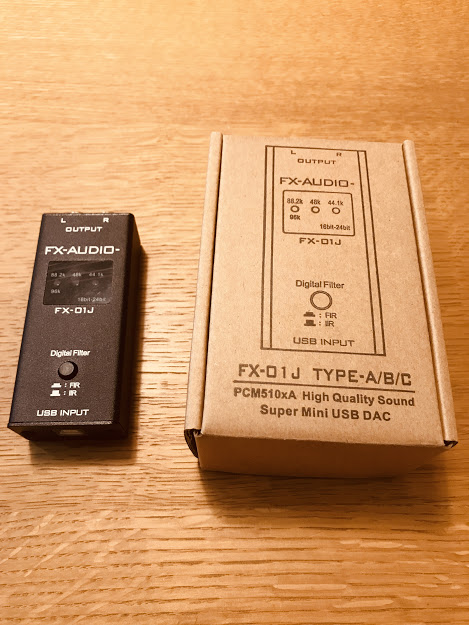 L R
OUTPUT
FX-AUDIO-
88.2k 48k 44.1k
96k
16bit-24bit
FX-01J
Digital Filter
: FIR
: IIR
USB INPUT
L R
OUTPUT
FX-AUDIO-
88.2k 48k 44.1k
96k
16bit-24bit
FX-01J
Digital Filter
: FIR
: IIR
USB INPUT
FX-01J TYPE-A/B/C
PCM510xA High Quality Sound
Super Mini USB DAC